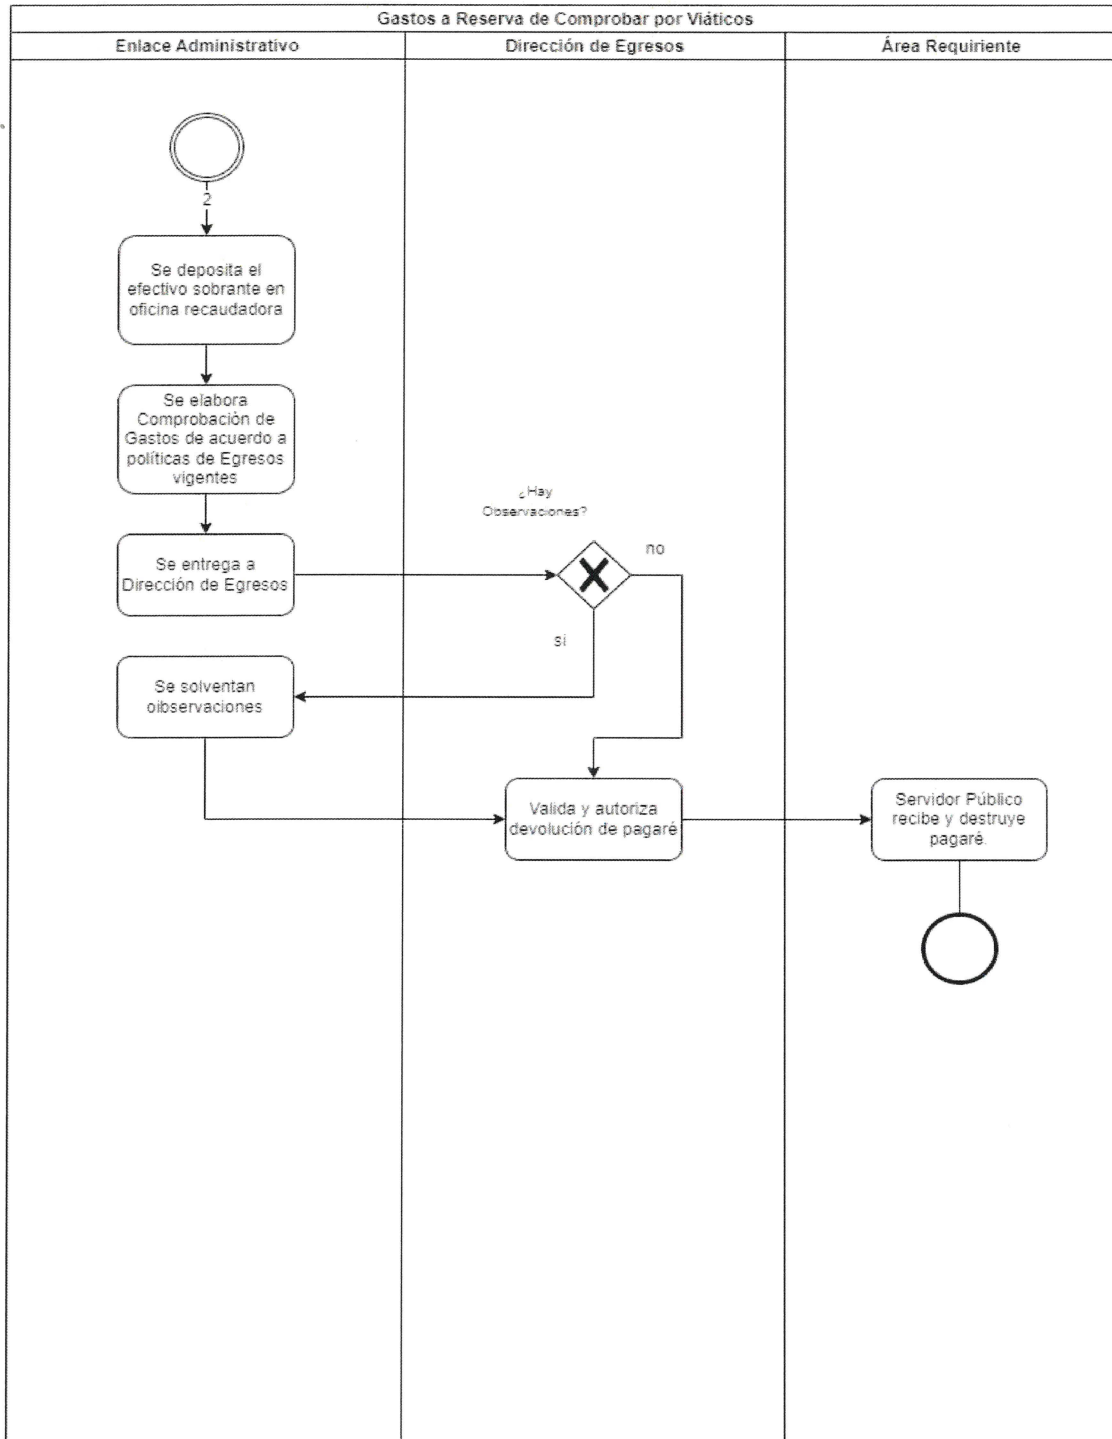 Gastos a Reserva de Comprobar por Viáticos
Enlace Administrativo
Dirección de Egresos
Área Requiriente
2
Se deposita el
efectivo sobrante en
oficina recaudadora
Se elabora
Comprobación de
Gastos de acuerdo a
políticas de Egresos
vigentes
Se entrega a
Dirección de Egresos
¿Hay
Observaciones?
no
si
Se solventan
oibservaciones
Valida y autoriza
devolución de pagaré
Servidor Público
recibe y destruye
pagaré.